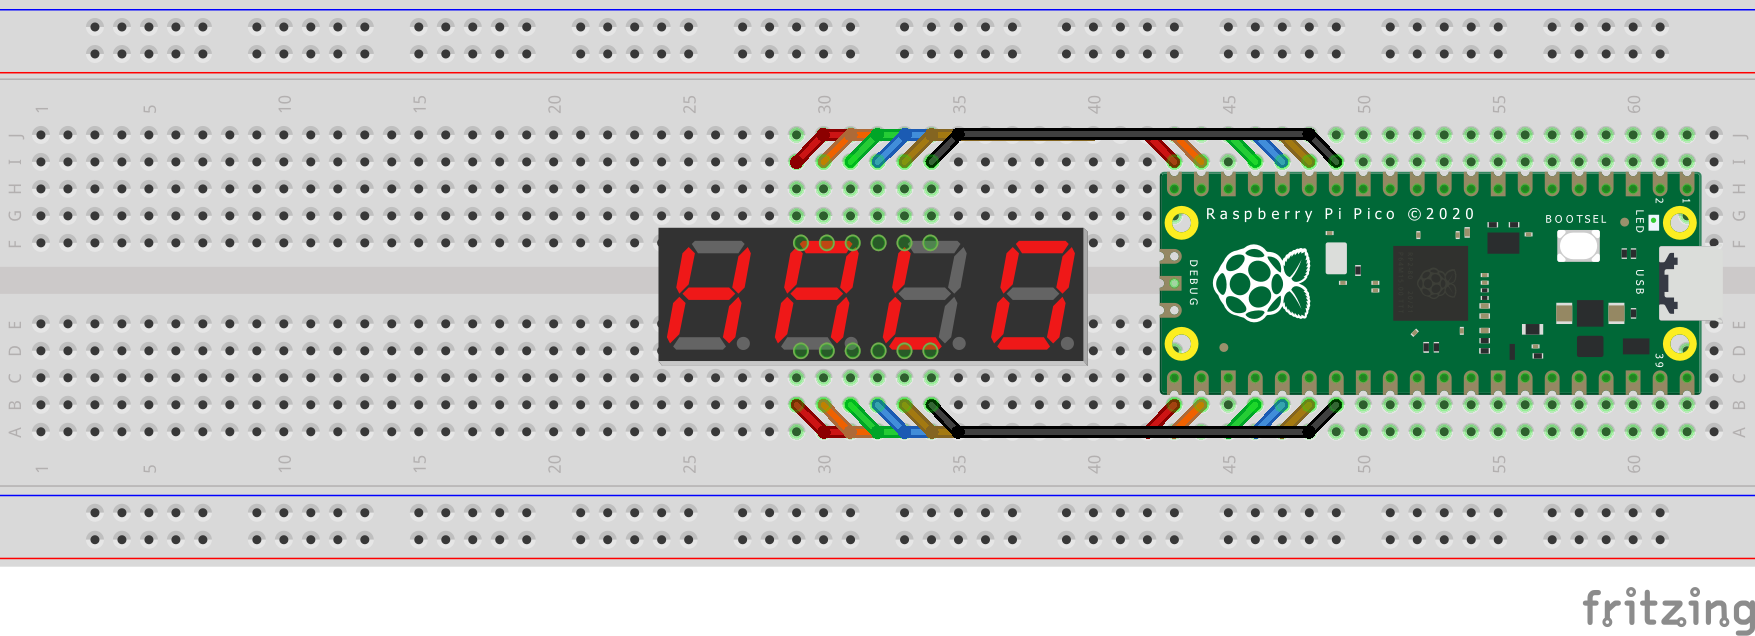 1 5 10 15 20 25 30 35 40 45 50 55 60
J J
I I
H H
G G
F F
E E
D D
C C
B B
A A
1 5 10 15 20 25 30 35 40 45 50 55 60
HALO
Raspberry Pi Pico ©2020
BOOTSEL
LED
2
1
DEBUG
USB
39
fritzing